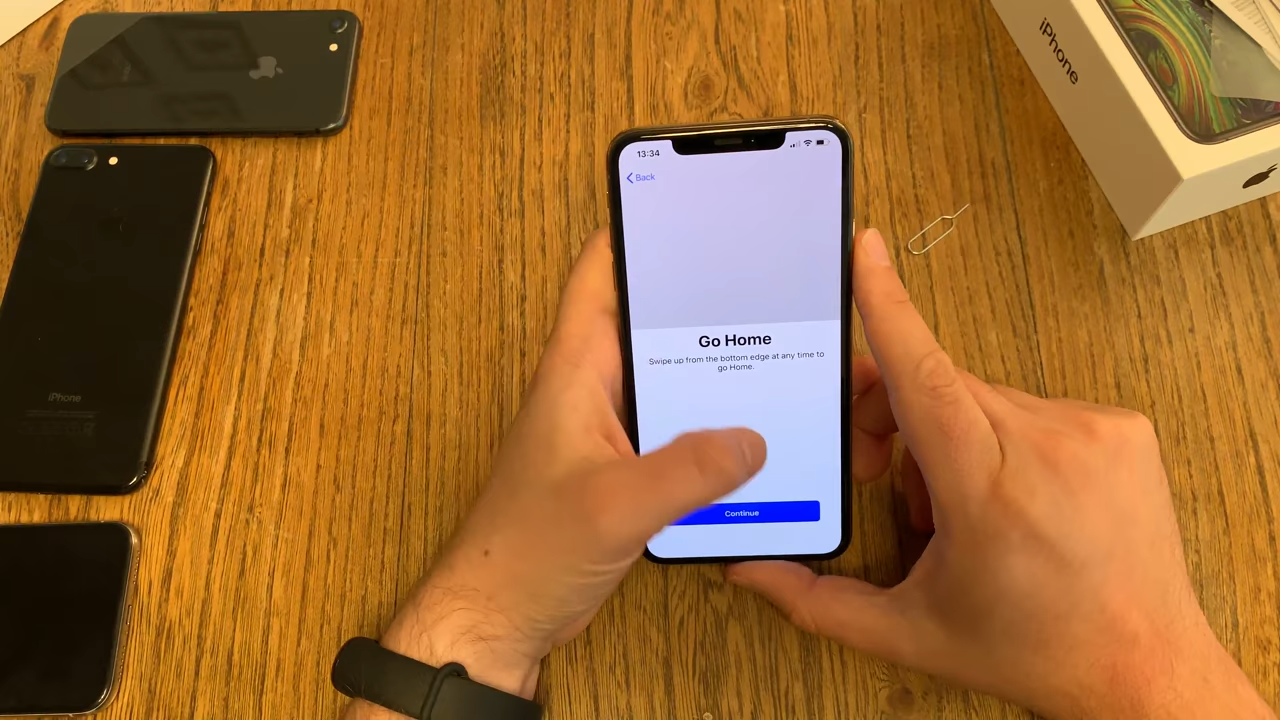 iPhone
13:34
Back
Go Home
Swipe up from the bottom edge at any time to
go Home.
Continue
iPhone